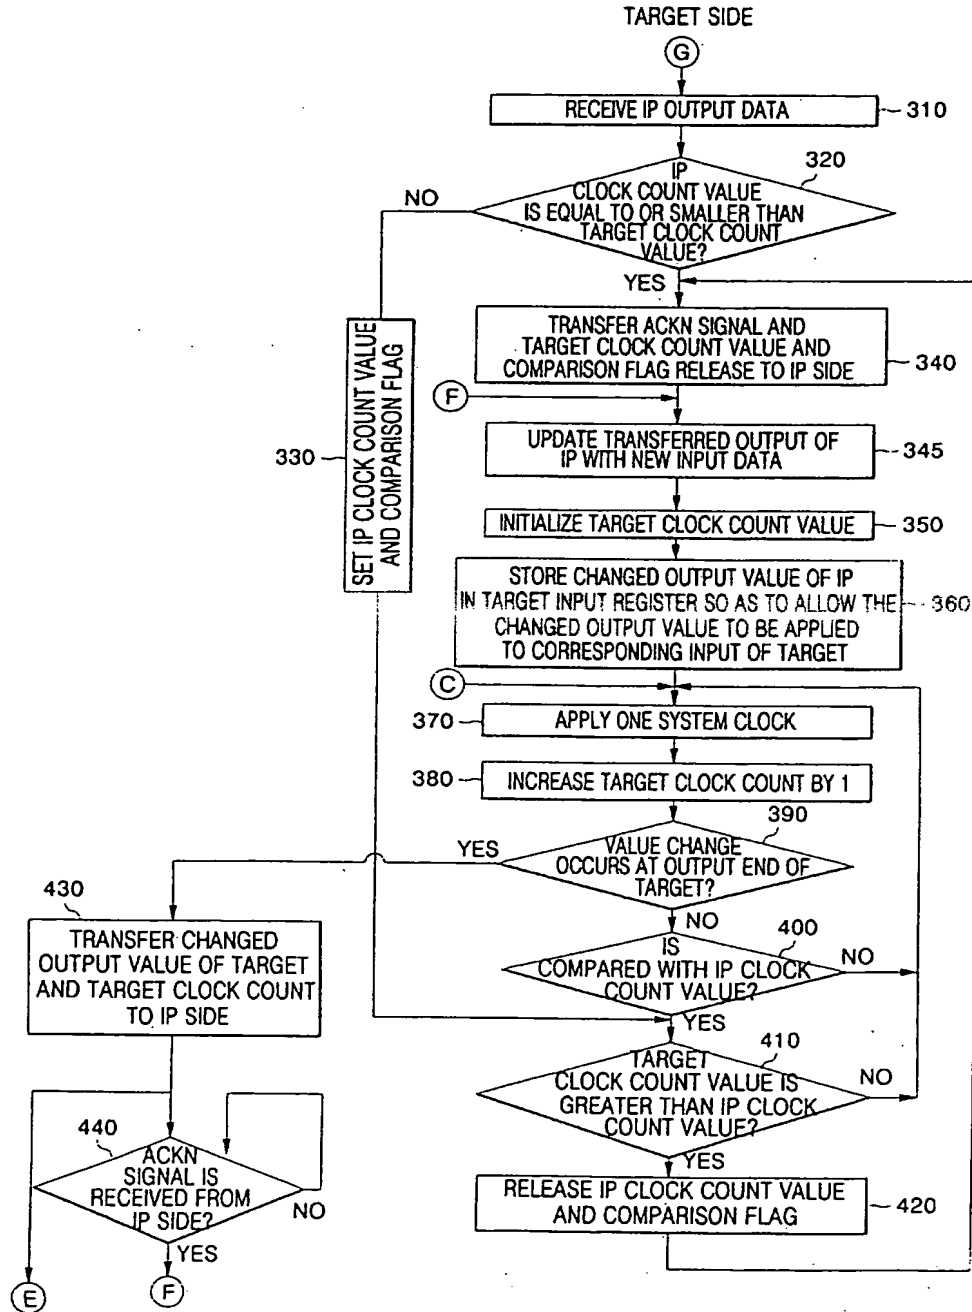 TARGET SIDE
G
RECEIVE IP OUTPUT DATA
310
320
IP
CLOCK COUNT VALUE
IS EQUAL TO OR SMALLER THAN
TARGET CLOCK COUNT
VALUE?
NO
YES
330
SET IP CLOCK COUNT VALUE
AND COMPARISON FLAG
TRANSFER ACKN SIGNAL AND
TARGET CLOCK COUNT VALUE AND
COMPARISON FLAG RELEASE TO IP SIDE
340
F
UPDATE TRANSFERRED OUTPUT OF
IP WITH NEW INPUT DATA
345
INITIALIZE TARGET CLOCK COUNT VALUE
350
STORE CHANGED OUTPUT VALUE OF IP
IN TARGET INPUT REGISTER SO AS TO ALLOW THE
CHANGED OUTPUT VALUE TO BE APPLIED
TO CORRESPONDING INPUT OF TARGET
360
C
370
APPLY ONE SYSTEM CLOCK
380
INCREASE TARGET CLOCK COUNT BY 1
390
VALUE CHANGE
OCCURS AT OUTPUT END OF
TARGET?
YES
NO
400
IS
COMPARED WITH IP CLOCK
COUNT VALUE?
NO
YES
410
TARGET
CLOCK COUNT VALUE IS
GREATER THAN IP CLOCK
COUNT VALUE?
NO
YES
RELEASE IP CLOCK COUNT VALUE
AND COMPARISON FLAG
420
430
TRANSFER CHANGED
OUTPUT VALUE OF TARGET
AND TARGET CLOCK COUNT
TO IP SIDE
440
ACKN
SIGNAL IS
RECEIVED FROM
IP SIDE?
NO
YES
E
F